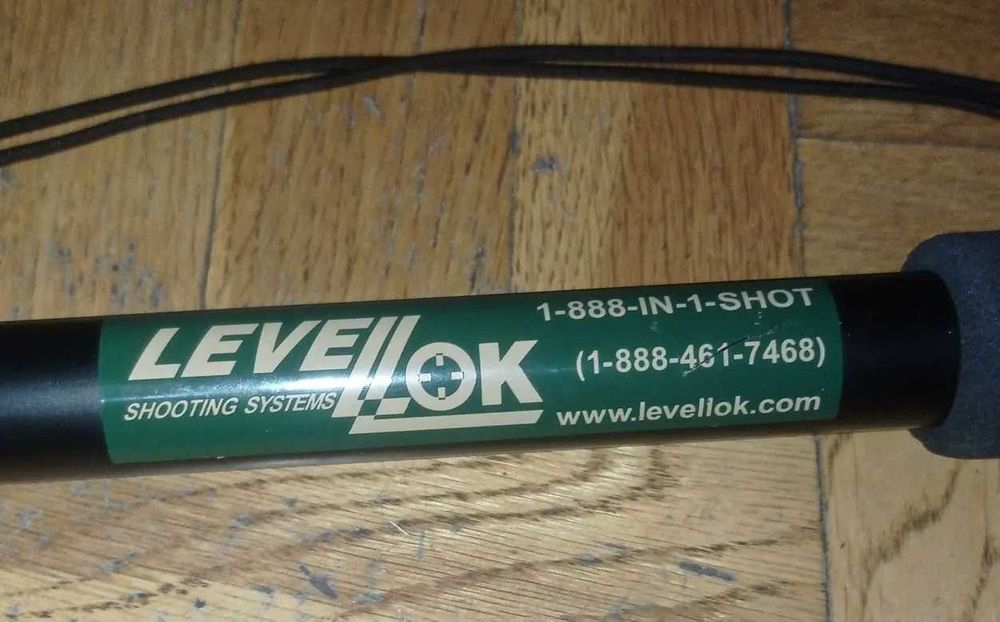 LEVELLOK
SHOOTING SYSTEMS
1-888-IN-1-SHOT
(1-888-461-7468)
www.levellok.com